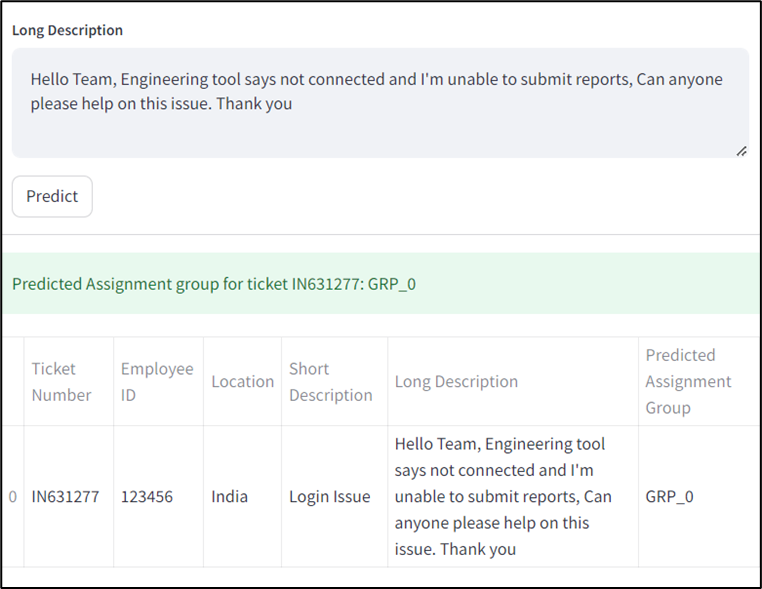 Long Description
Hello Team, Engineering tool says not connected and I'm unable to submit reports, Can anyone
please help on this issue. Thank you
Predict
Predicted Assignment group for ticket IN631277: GRP_0
Ticket
Number
Employee
ID
Location
Short
Description
Long Description
Predicted
Assignment
Group
0
IN631277
123456
India
Login Issue
Hello Team, Engineering tool
says not connected and I'm
unable to submit reports, Can
anyone please help on this
issue. Thank you
GRP_0